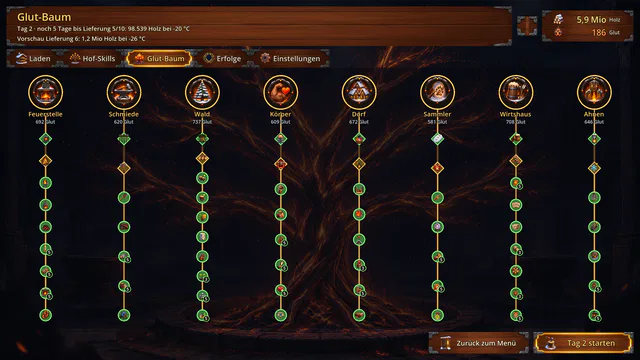 Glut-Baum
Tag 2 · noch 5 Tage bis Lieferung 5/10: 98.539 Holz bei -20 °C
Vorschau Lieferung 6: 1,2 Mio Holz bei -26 °C
5,9 Mio Holz
186 Glut
Laden
Hof-Skills
Glut-Baum
Erfolge
Einstellungen
Feuerstelle
692 Glut
Schmiede
620 Glut
Wald
737 Glut
Körper
609 Glut
Dorf
672 Glut
Sammler
581 Glut
Wirtshaus
708 Glut
Ahnen
646 Glut
Zurück zum Menü
Tag 2 starten